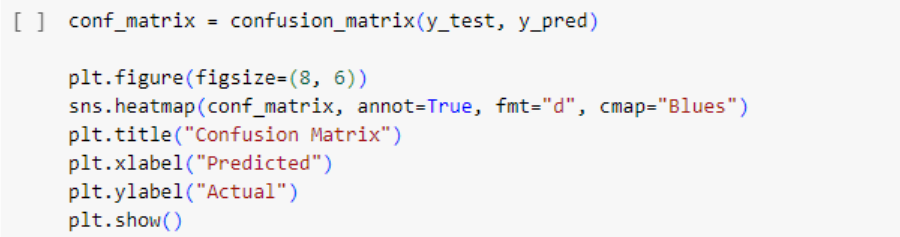 [ ] conf_matrix = confusion_matrix(y_test, y_pred)
plt.figure(figsize=(8, 6))
sns.heatmap(conf_matrix, annot=True, fmt="d", cmap="Blues")
plt.title("Confusion Matrix")
plt.xlabel("Predicted")
plt.ylabel("Actual")
plt.show()